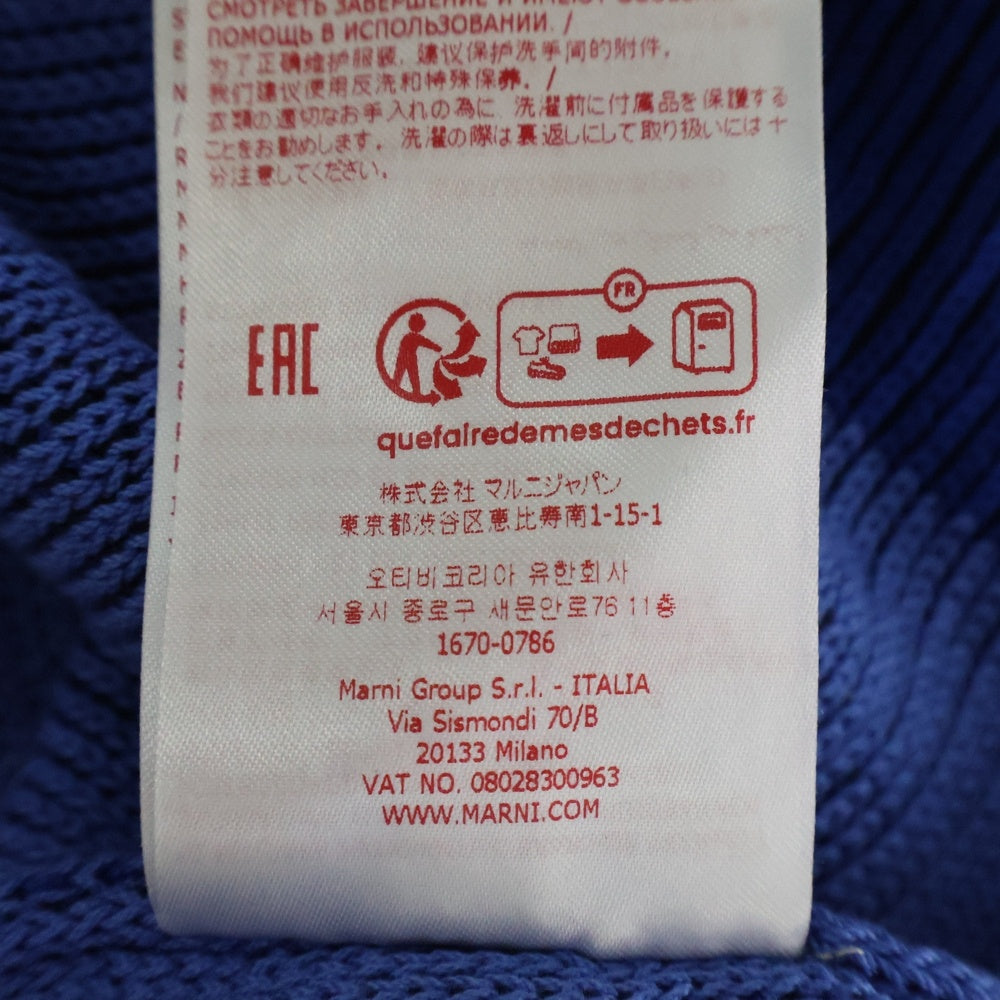 СМОТРЕТЬ ЗАВЕРШЕНИЕ И ИМЕЮТ
ПОМОЩЬ В ИСПОЛЬЗОВАНИИ. /
为了正确维护服装, 建议保护洗手间的附件,
我们建议使用反洗和特殊保养. /
衣類の適切なお手入れの為に, 洗濯前に付属品を保護する
ことをお勧めします. 洗濯の際は裏返しにして取り扱いには十
分注意してください.
EAC
FR
quefairedemesdechets.fr
株式会社 マルニジャパン
東京都渋谷区恵比寿南1-15-1
오티비코리아 유한회사
서울시 종로구 새문안로76 11층
1670-0786
Marni Group S.r.l. - ITALIA
Via Sismondi 70/B
20133 Milano
VAT NO. 08028300963
WWW.MARNI.COM